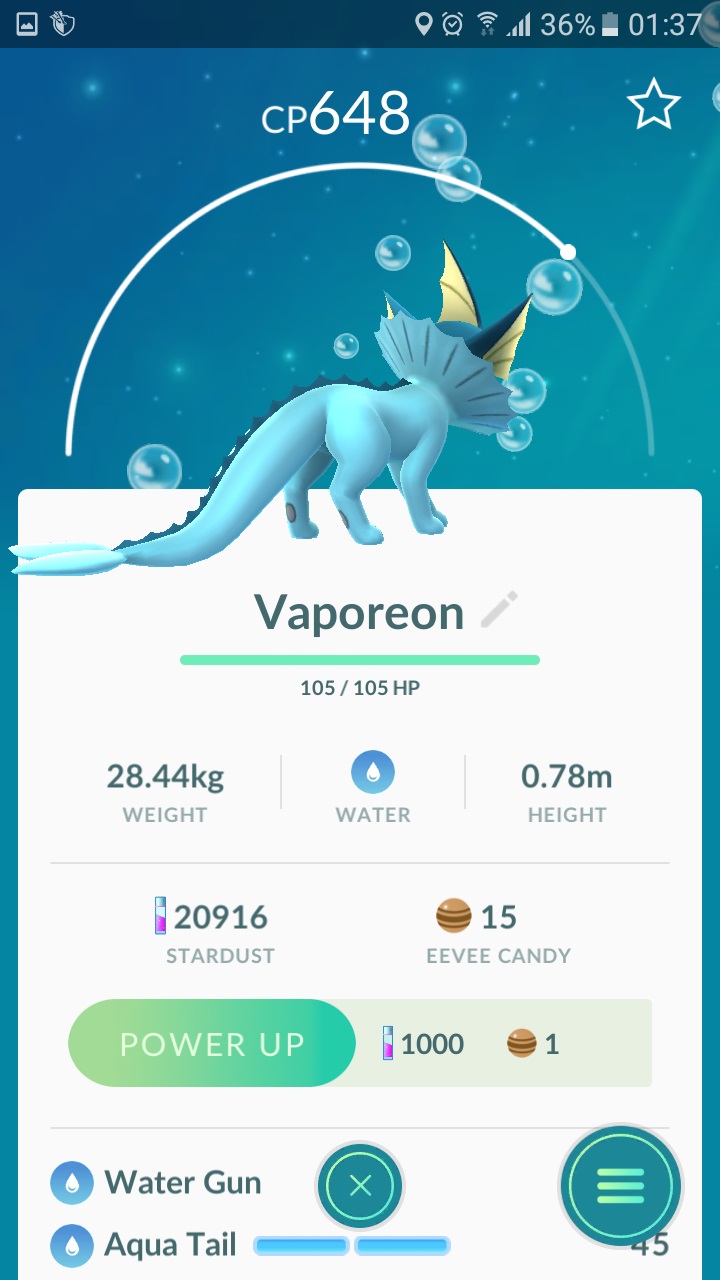 36% 01:37
CP648
Vaporeon
105 / 105 HP
28.44kg
WEIGHT
WATER
0.78m
HEIGHT
20916
STARDUST
15
EEVEE CANDY
POWER UP 1000 1
Water Gun
Aqua Tail 45